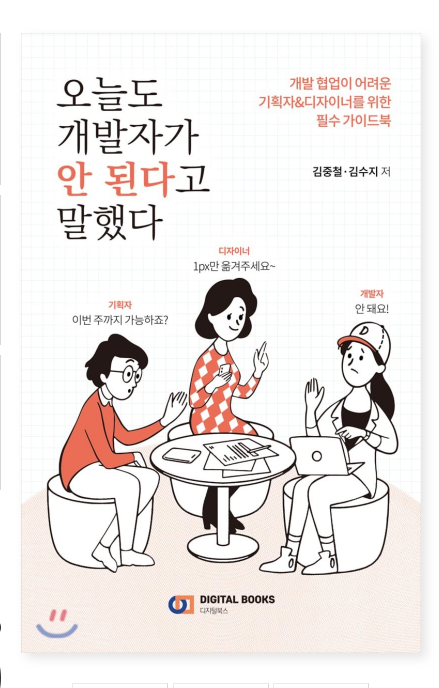 오늘도
개발자가
안 된다고
말했다
개발 협업이 어려운
기획자&디자이너를 위한
필수 가이드북
김중철·김수지 저
디자이너
1px만 옮겨주세요~
기획자
이번 주까지 가능하죠?
개발자
안 돼요!
DIGITAL BOOKS
디지털북스